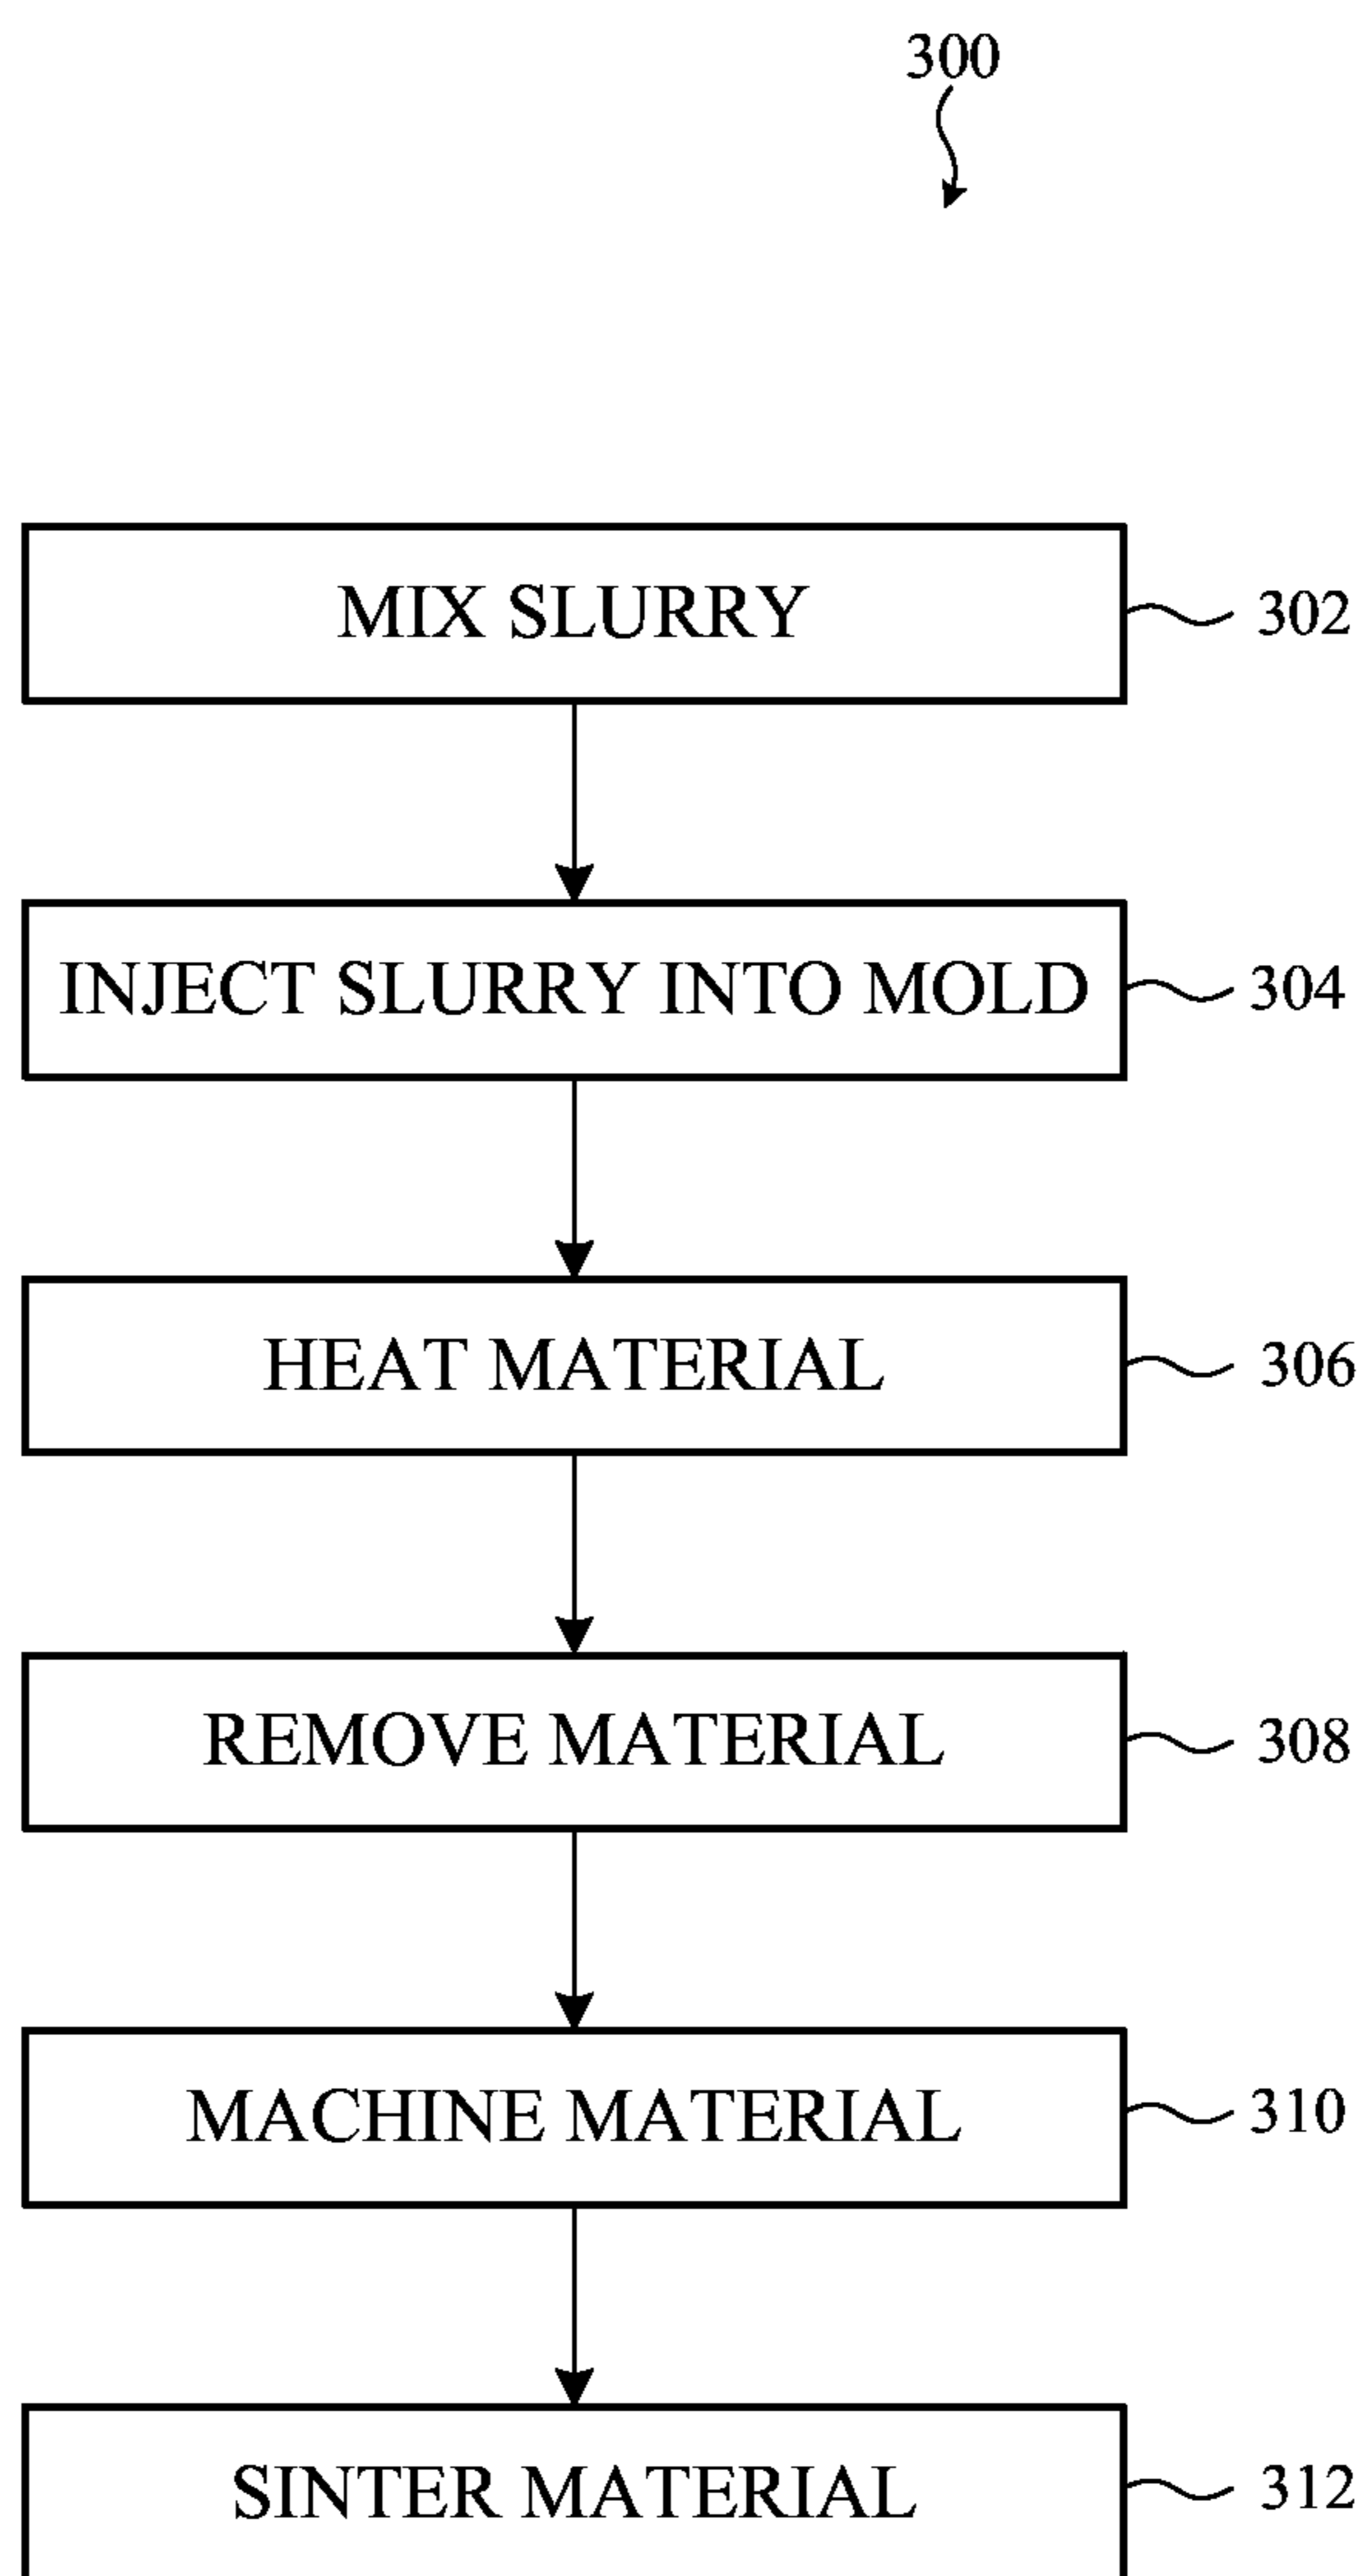 300
MIX SLURRY
302
INJECT SLURRY INTO MOLD
304
HEAT MATERIAL
306
REMOVE MATERIAL
308
MACHINE MATERIAL
310
SINTER MATERIAL
312